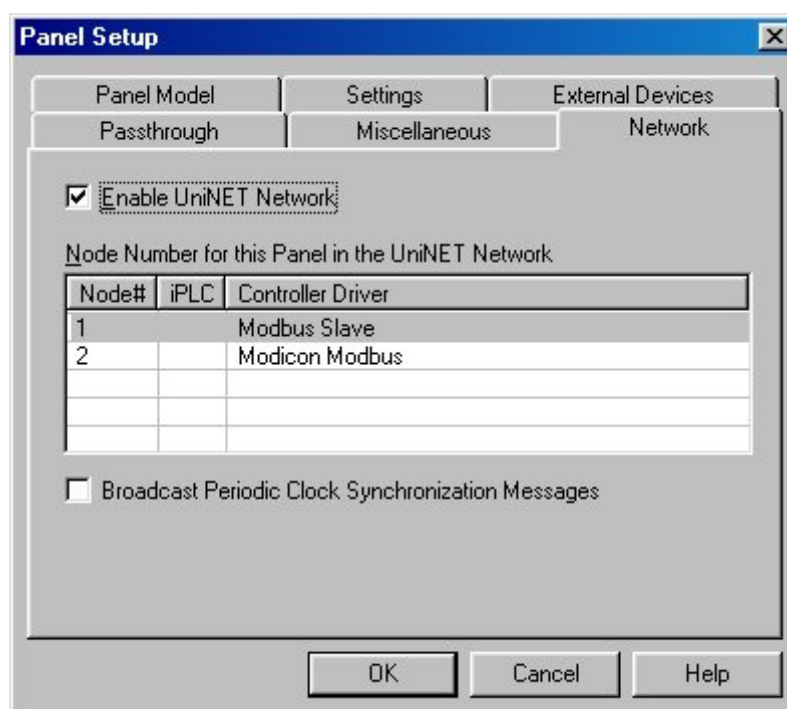 Panel Setup
Panel Model Settings External Devices
Passthrough Miscellaneous Network
Enable UniNET Network
Node Number for this Panel in the UniNET Network
Node# iPLC Controller Driver
1 Modbus Slave
2 Modicon Modbus
Broadcast Periodic Clock Synchronization Messages
OK Cancel Help